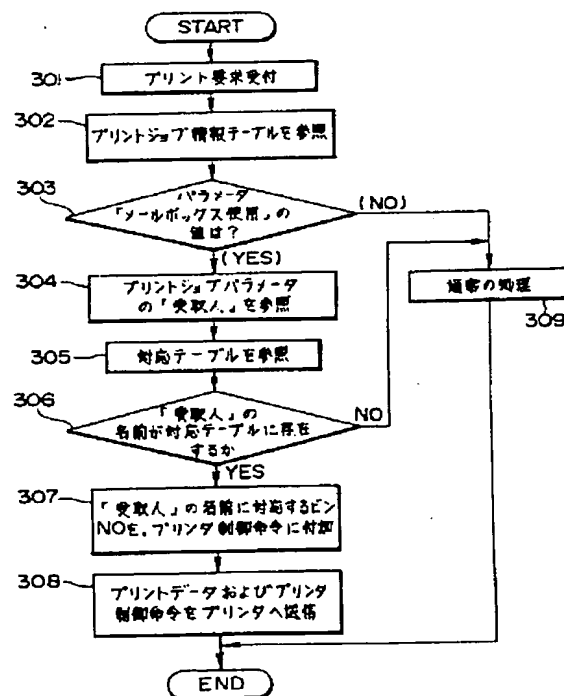 START
301
プリント要求受付
302
プリントジョブ情報テーブルを参照
303
パラメータ
「メールボックス使用」の
値は?
(NO)
(YES)
304
プリントジョブパラメータ
の「受取人」を参照
通常の処理
309
305
対応テーブルを参照
306
「受取人」の
名前が対応テーブルに存在
するか
NO
YES
307
「受取人」の名前に対応するビン
NOを,プリンタ制御命令に付加
308
プリントデータおよびプリンタ
制御命令をプリンタへ送信
END